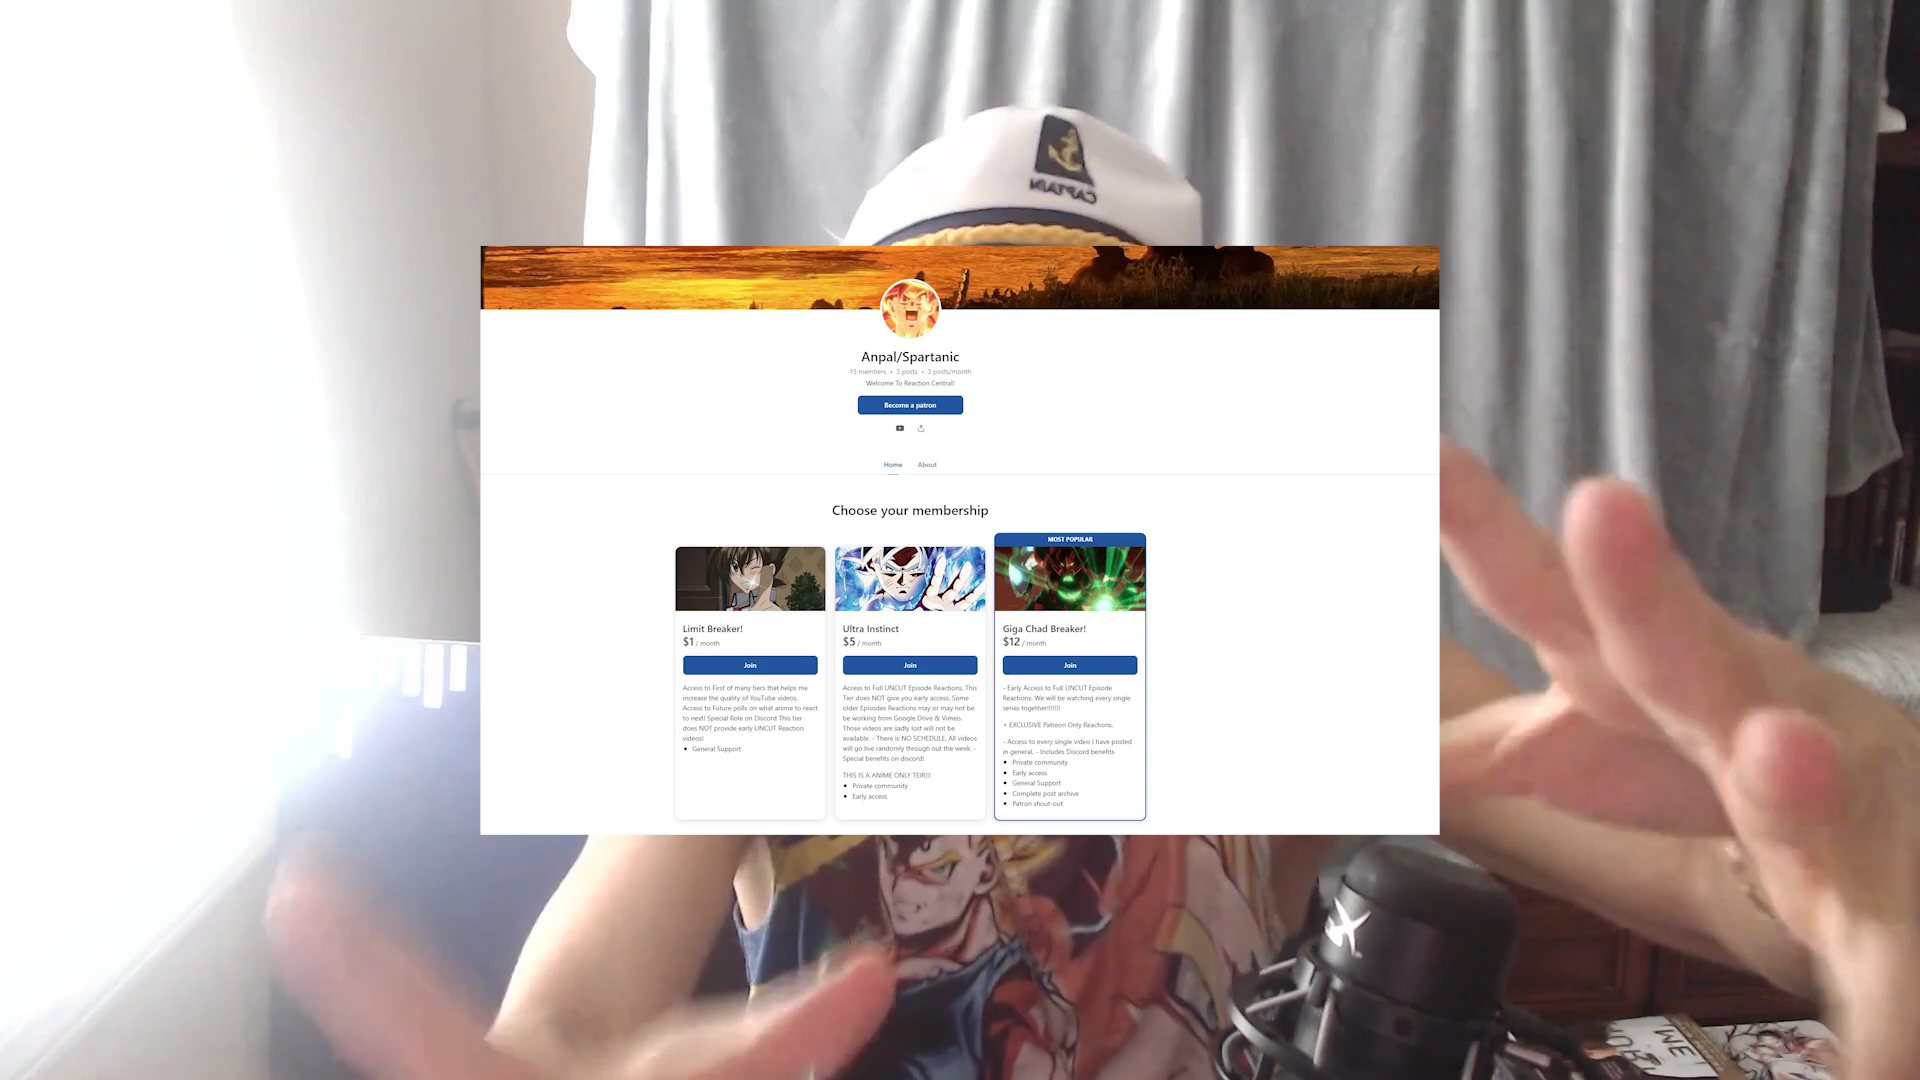 CAPTAIN
Anpal/Spartanic
15 members • 3 posts • 3 posts/month
Welcome To Reaction Central!
Become a patron
Home About
Choose your membership
Limit Breaker!
$1 / month
Join
Access to First of many tiers that helps me
increase the quality of YouTube videos.
Access to Future polls on what anime to react
to next! Special Role on Discord This tier
does NOT provide early UNCUT Reaction
videos!
• General Support
Ultra Instinct
$5 / month
Join
Access to Full UNCUT Episode Reactions. This
Tier does NOT give you early access. Some
older Episodes Reactions may or may not be
be working from Google Drive & Vimeo.
Those videos are sadly lost will not be
available. - There is NO SCHEDULE. All videos
will go live randomly through out the week. -
Special benefits on discord!
THIS IS A ANIME ONLY TEIR!!!
• Private community
• Early access
MOST POPULAR
Giga Chad Breaker!
$12 / month
Join
- Early Access to Full UNCUT Episode
Reactions. We will be watching every single
series together!!!!!!!
+ EXCLUSIVE Patreon Only Reactions.
- Access to every single video I have posted
in general. - Includes Discord benefits
• Private community
• Early access
• General Support
• Complete post archive
• Patron shout-out
WE